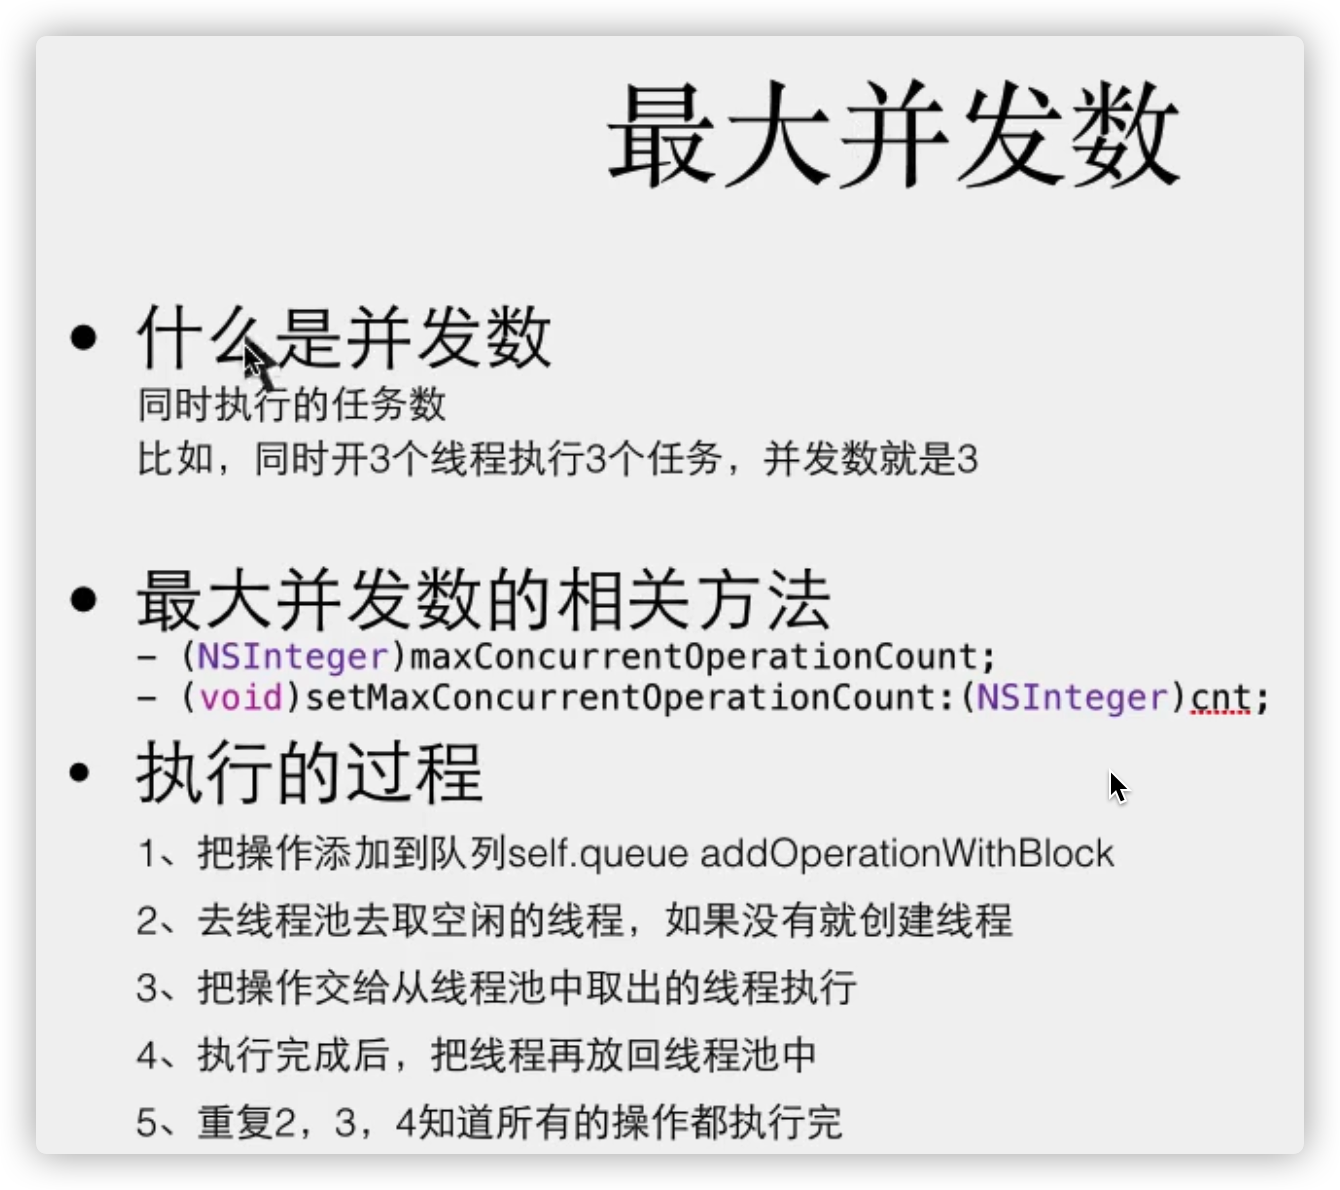 最大并发数
• 什么是并发数
同时执行的任务数
比如，同时开3个线程执行3个任务，并发数就是3
• 最大并发数的相关方法
- (NSInteger)maxConcurrentOperationCount;
- (void)setMaxConcurrentOperationCount:(NSInteger)cnt;
• 执行的过程
1、把操作添加到队列self.queue addOperationWithBlock
2、去线程池去取空闲的线程，如果没有就创建线程
3、把操作交给从线程池中取出的线程执行
4、执行完成后，把线程再放回线程池中
5、重复2，3，4知道所有的操作都执行完